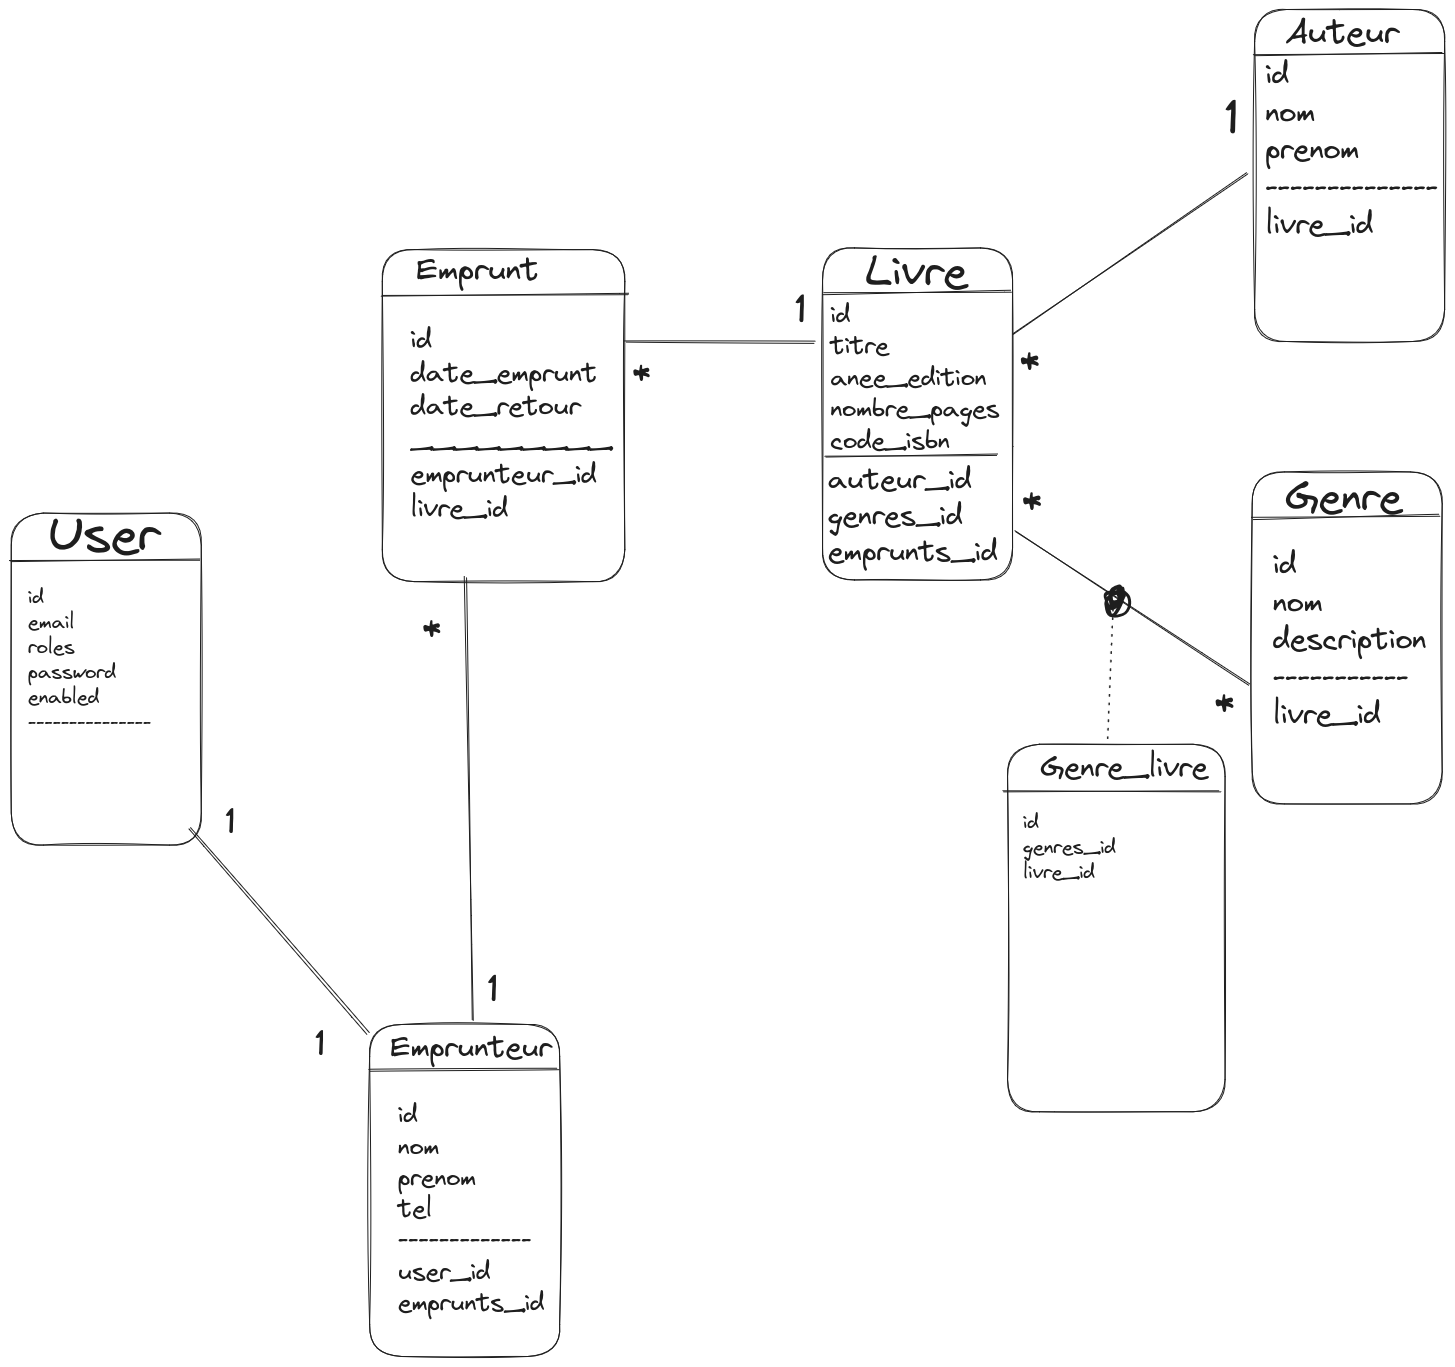 Auteur
id
nom
prenom
--------------
livre_id
1
Emprunt
id
date_emprunt
date_retour
emprunteur_id
livre_id
*
1
Livre
id
titre
anee_edition
nombre_pages
code_isbn
auteur_id
genres_id
emprunts_id
*
*
Genre
id
nom
description
-----------
livre_id
*
User
id
email
roles
password
enabled
---------------
1
*
Genre_livre
id
genres_id
livre_id
1
1
Emprunteur
id
nom
prenom
tel
-------------
user_id
emprunts_id